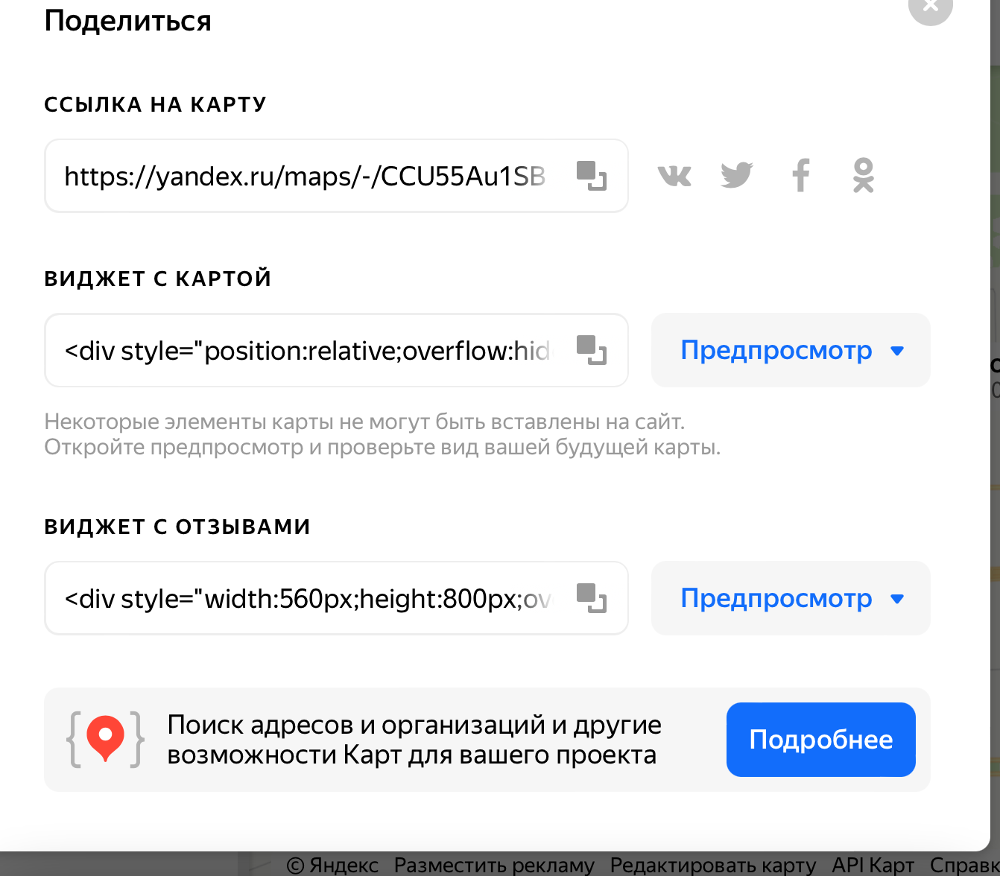 Поделиться
ССЫЛКА НА КАРТУ
https://yandex.ru/maps/-/CCU55Au1SB
ВИДЖЕТ С КАРТОЙ
<div style="position:relative;overflow:hid
Предпросмотр
Некоторые элементы карты не могут быть вставлены на сайт.
Откройте предпросмотр и проверьте вид вашей будущей карты.
ВИДЖЕТ С ОТЗЫВАМИ
<div style="width:560px;height:800px;ov
Предпросмотр
Поиск адресов и организаций и другие
возможности Карт для вашего проекта
Подробнее
© Яндекс Разместить рекламу Редактировать карту API Карт